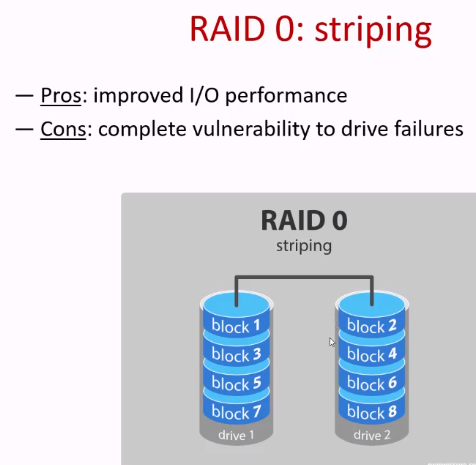 RAID 0: striping
— Pros: improved I/O performance
— Cons: complete vulnerability to drive failures
RAID 0
striping
block 1
block 2
block 3
block 4
block 5
block 6
block 7
block 8
drive 1
drive 2